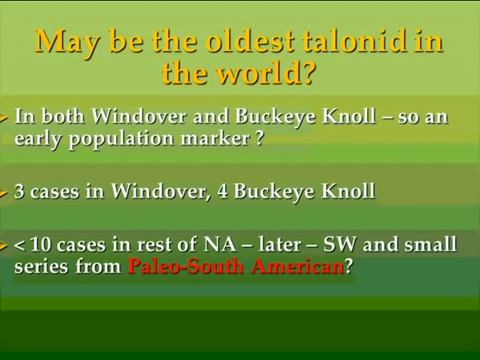 May be the oldest talonid in
the world?
In both Windover and Buckeye Knoll – so an
early population marker ?
3 cases in Windover, 4 Buckeye Knoll
< 10 cases in rest of NA – later – SW and small
series from Paleo-South American?